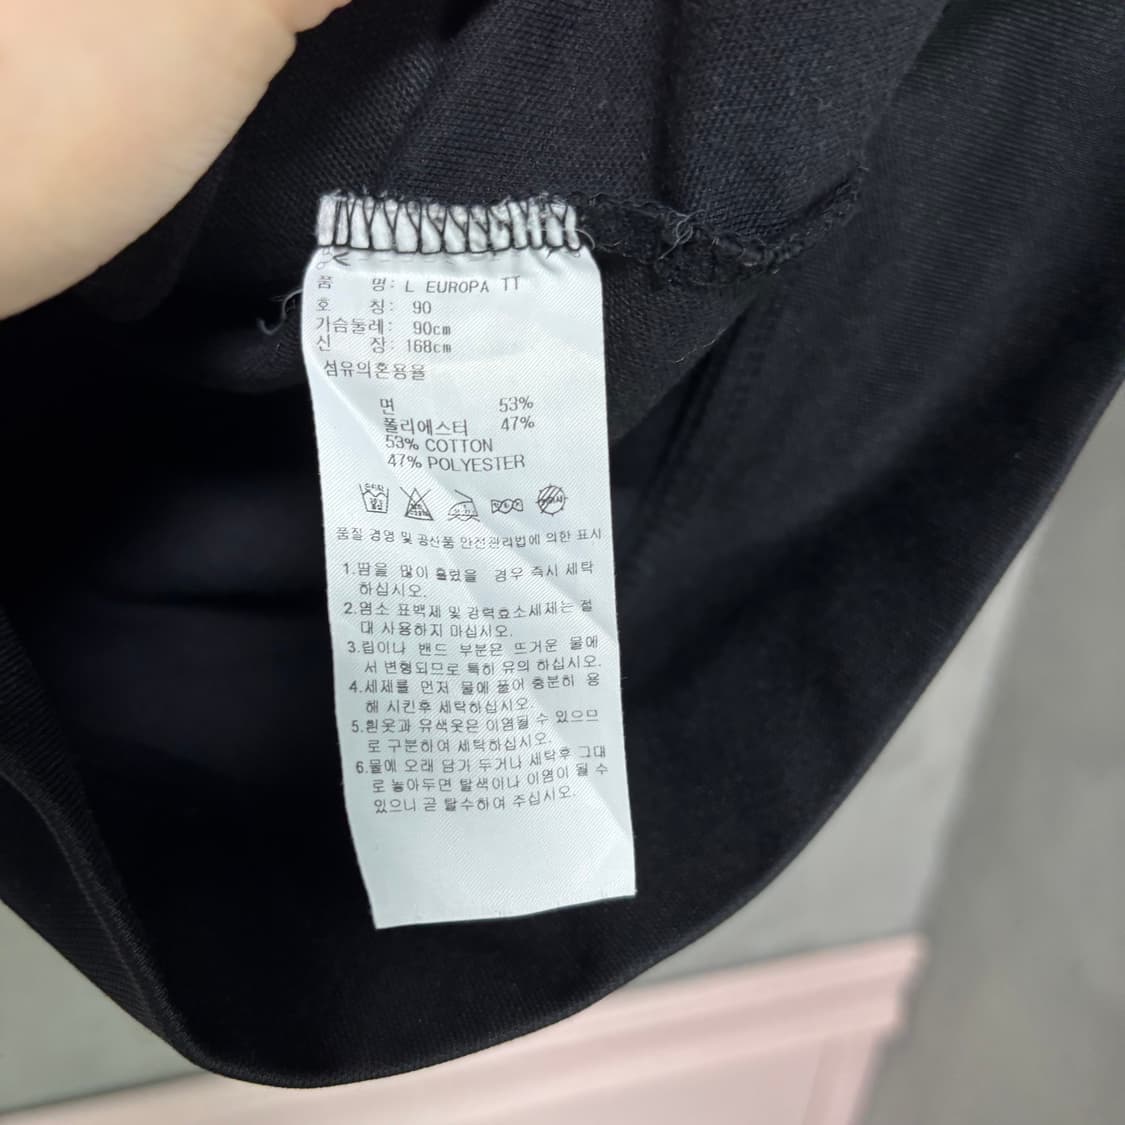 품 명: L EUROPA TT
호 칭: 90
가슴둘레: 90cm
신 장: 168cm
섬유의혼용율
면 53%
폴리에스터 47%
53% COTTON
47% POLYESTER
품질 경영 및 공산품 안전관리법에 의한 표시
1.땀을 많이 흘렸을 경우 즉시 세탁
하십시오.
2.염소 표백제 및 강력효소세제는 절
대 사용하지 마십시오.
3.립이나 밴드 부분은 뜨거운 물에
서 변형되므로 특히 유의 하십시오.
4.세제를 먼저 물에 풀어 충분히 용
해 시킨후 세탁하십시오.
5.흰옷과 유색옷은 이염될 수 있으므
로 구분하여 세탁하십시오.
6.물에 오래 담가 두거나 세탁후 그대
로 놓아두면 탈색이나 이염이 될 수
있으니 곧 탈수하여 주십시오.